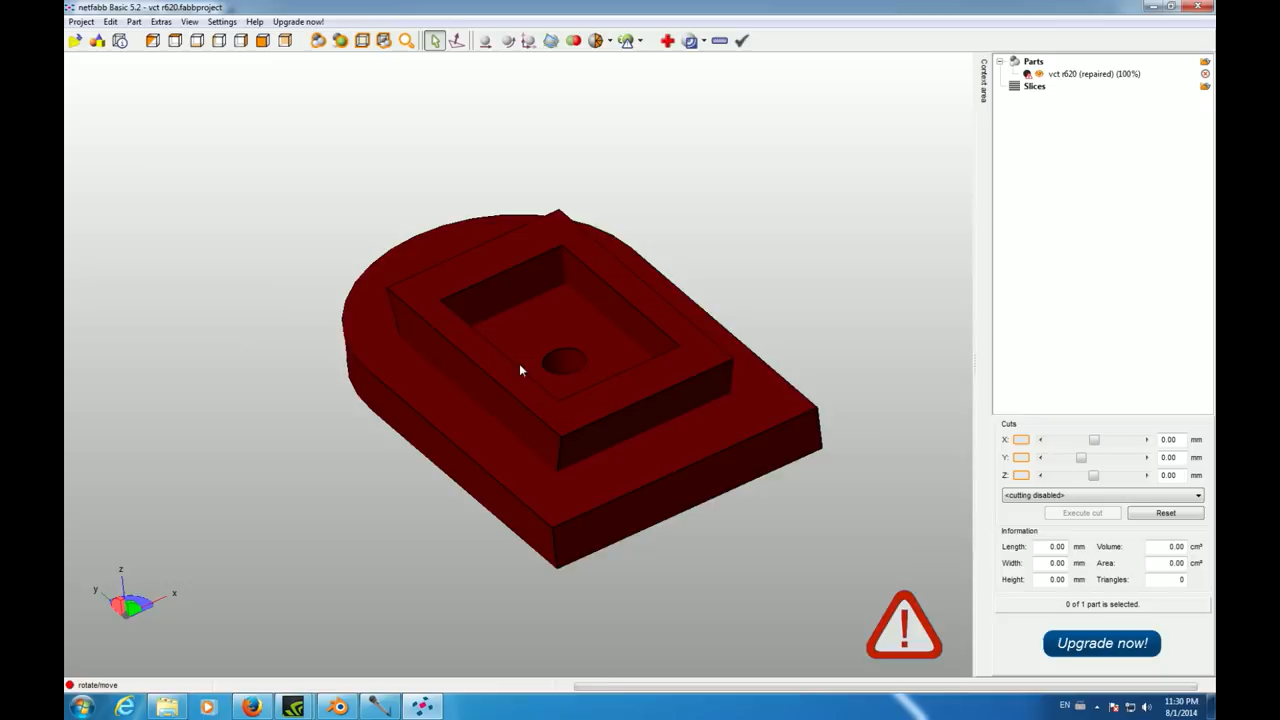 netfabb Basic 5.2 - vct r620.fabbproject
Project Edit Part Extras View Settings Help Upgrade now!
Context area
Parts
vct r620 (repaired) (100%)
Slices
Cuts
X: 0.00 mm
Y: 0.00 mm
Z: 0.00 mm
<cutting disabled>
Execute cut Reset
Information
Length: 0.00 mm Volume: 0.00 cm³
Width: 0.00 mm Area: 0.00 cm²
Height: 0.00 mm Triangles: 0
0 of 1 part is selected.
Upgrade now!
z
y
x
rotate/move
EN
11:30 PM
8/1/2014